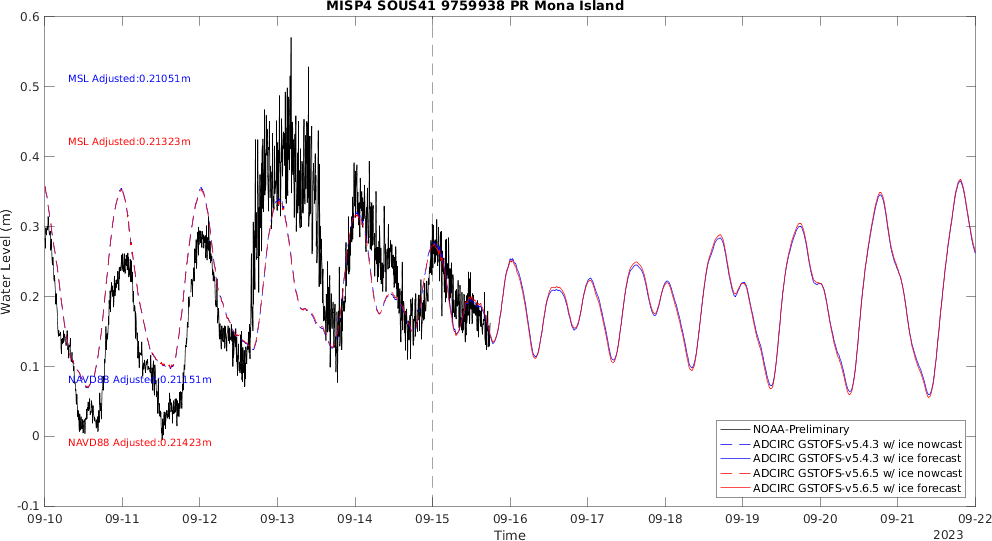 MISP4 SOUS41 9759938 PR Mona Island
0.6
0.5
0.4
0.3
0.2
0.1
0
-0.1
Water Level (m)
MSL Adjusted:0.21051m
MSL Adjusted:0.21323m
NAVD88 Adjusted:0.21151m
NAVD88 Adjusted:0.21423m
NOAA-Preliminary
ADCIRC GSTOFS-v5.4.3 w/ ice nowcast
ADCIRC GSTOFS-v5.4.3 w/ ice forecast
ADCIRC GSTOFS-v5.6.5 w/ ice nowcast
ADCIRC GSTOFS-v5.6.5 w/ ice forecast
09-10 09-11 09-12 09-13 09-14 09-15 09-16 09-17 09-18 09-19 09-20 09-21 09-22
Time
2023